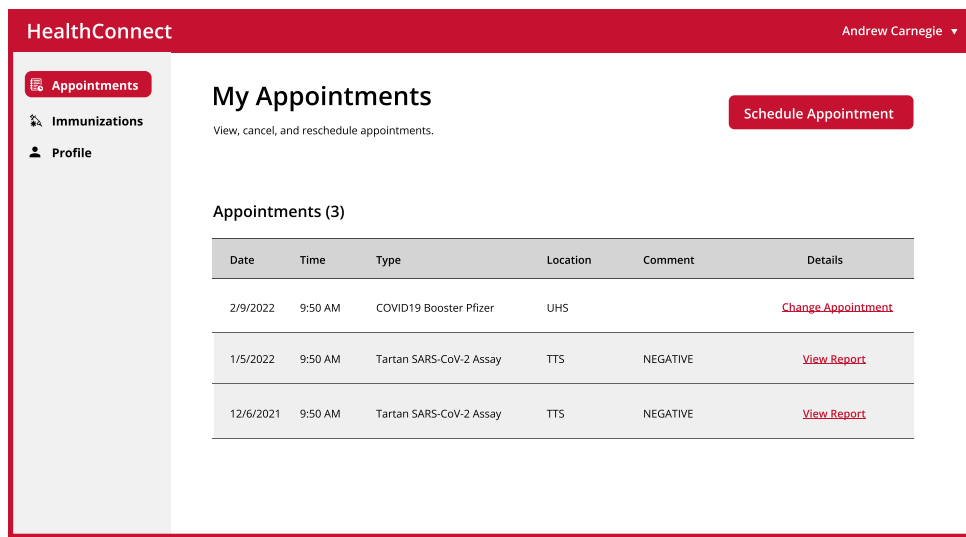 HealthConnect
Andrew Carnegie
Appointments
Immunizations
Profile
My Appointments
View, cancel, and reschedule appointments.
Schedule Appointment
Appointments (3)
Date Time Type Location Comment Details
2/9/2022 9:50 AM COVID19 Booster Pfizer UHS Change Appointment
1/5/2022 9:50 AM Tartan SARS-CoV-2 Assay TTS NEGATIVE View Report
12/6/2021 9:50 AM Tartan SARS-CoV-2 Assay TTS NEGATIVE View Report